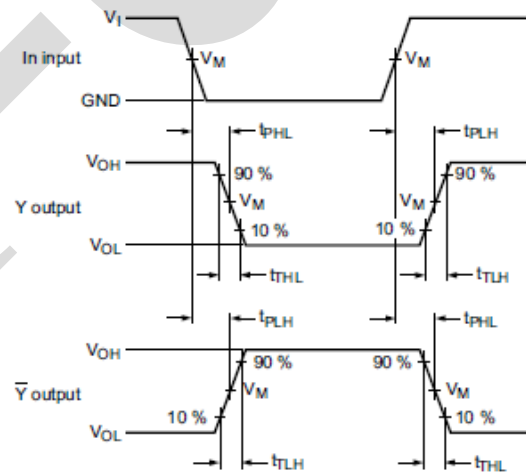 VI
In input
VM
VM
GND
tPHL
tPLH
VOH
90 %
90 %
Y output
VM
VM
10 %
10 %
VOL
tTHL
tTLH
tPLH
tPHL
VOH
90 %
90 %
Y̅ output
VM
VM
10 %
10 %
VOL
tTLH
tTHL